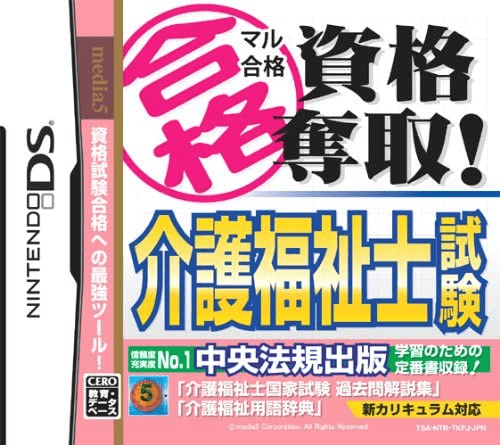 NINTENDO DS
media5
資格試験合格への最強ツール!
CERO
教育・データベース
合格
マル合格
資格奪取!
介護福祉士試験
信頼度
充実度
No.1
中央法規出版
学習のための
定番書収録!
5
「介護福祉士国家試験 過去問解説集」
「介護福祉用語辞典」
新カリキュラム対応
©media5 Corporation All Rights Reserved.
TSA-NTR-TKFJ-JPN